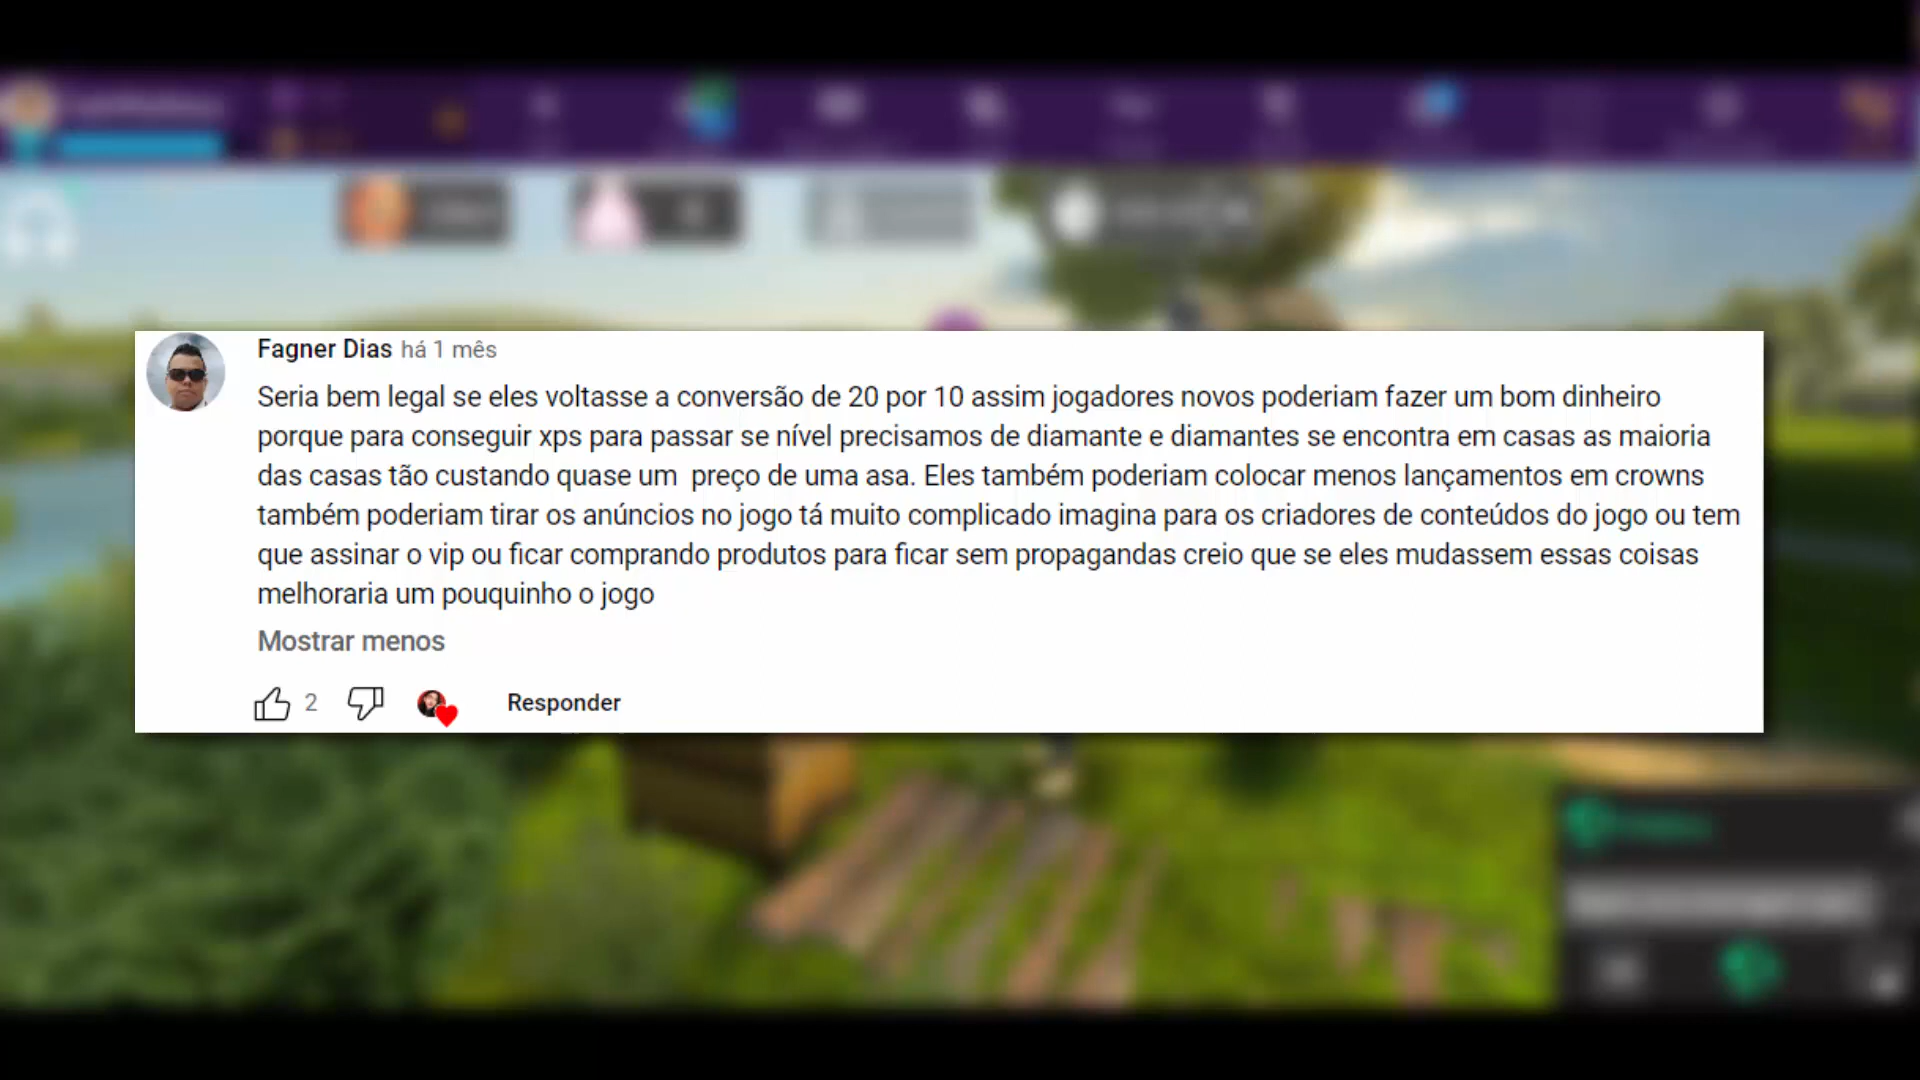 Fagner Dias há 1 mês
Seria bem legal se eles voltasse a conversão de 20 por 10 assim jogadores novos poderiam fazer um bom dinheiro
porque para conseguir xps para passar se nível precisamos de diamante e diamantes se encontra em casas as maioria
das casas tão custando quase um  preço de uma asa. Eles também poderiam colocar menos lançamentos em crowns
também poderiam tirar os anúncios no jogo tá muito complicado imagina para os criadores de conteúdos do jogo ou tem
que assinar o vip ou ficar comprando produtos para ficar sem propagandas creio que se eles mudassem essas coisas
melhoraria um pouquinho o jogo
Mostrar menos
2 Responder